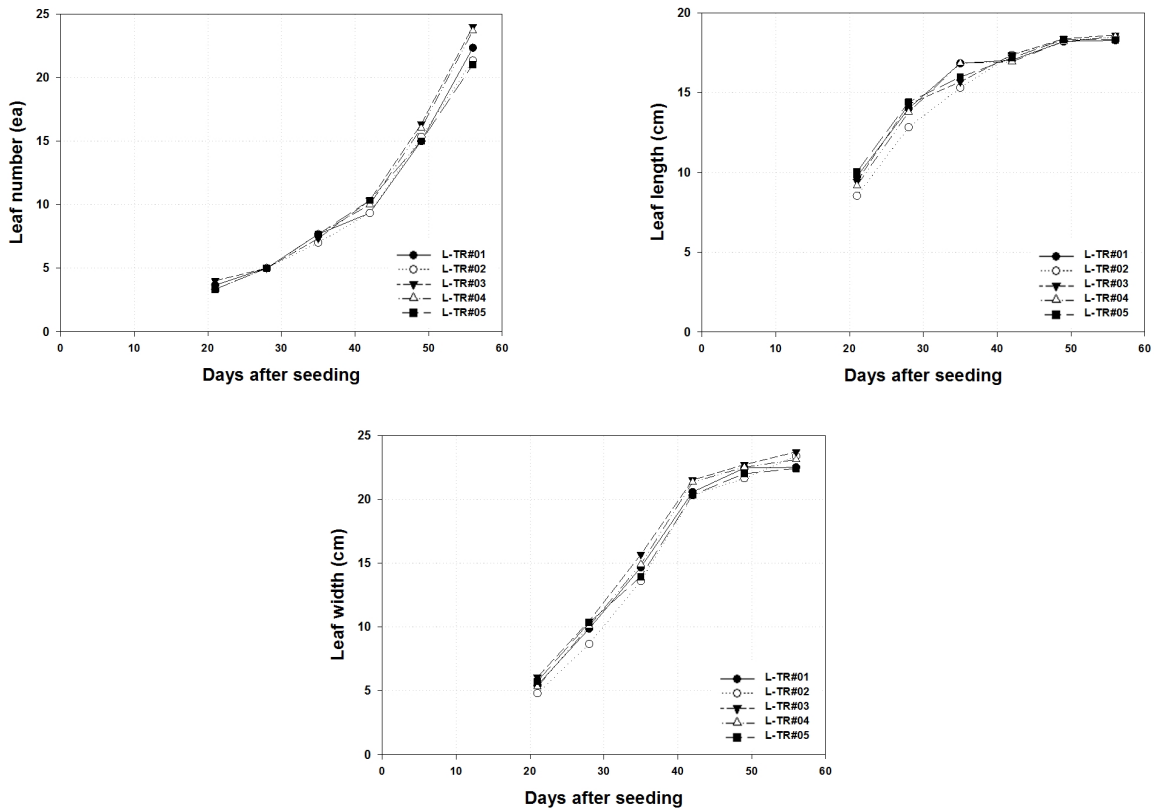 25
20
15
10
5
0
Leaf number (ea)
L-TR#01
L-TR#02
L-TR#03
L-TR#04
L-TR#05
0 10 20 30 40 50 60
Days after seeding
20
15
10
5
0
Leaf length (cm)
L-TR#01
L-TR#02
L-TR#03
L-TR#04
L-TR#05
0 10 20 30 40 50 60
Days after seeding
25
20
15
10
5
0
Leaf width (cm)
L-TR#01
L-TR#02
L-TR#03
L-TR#04
L-TR#05
0 10 20 30 40 50 60
Days after seeding